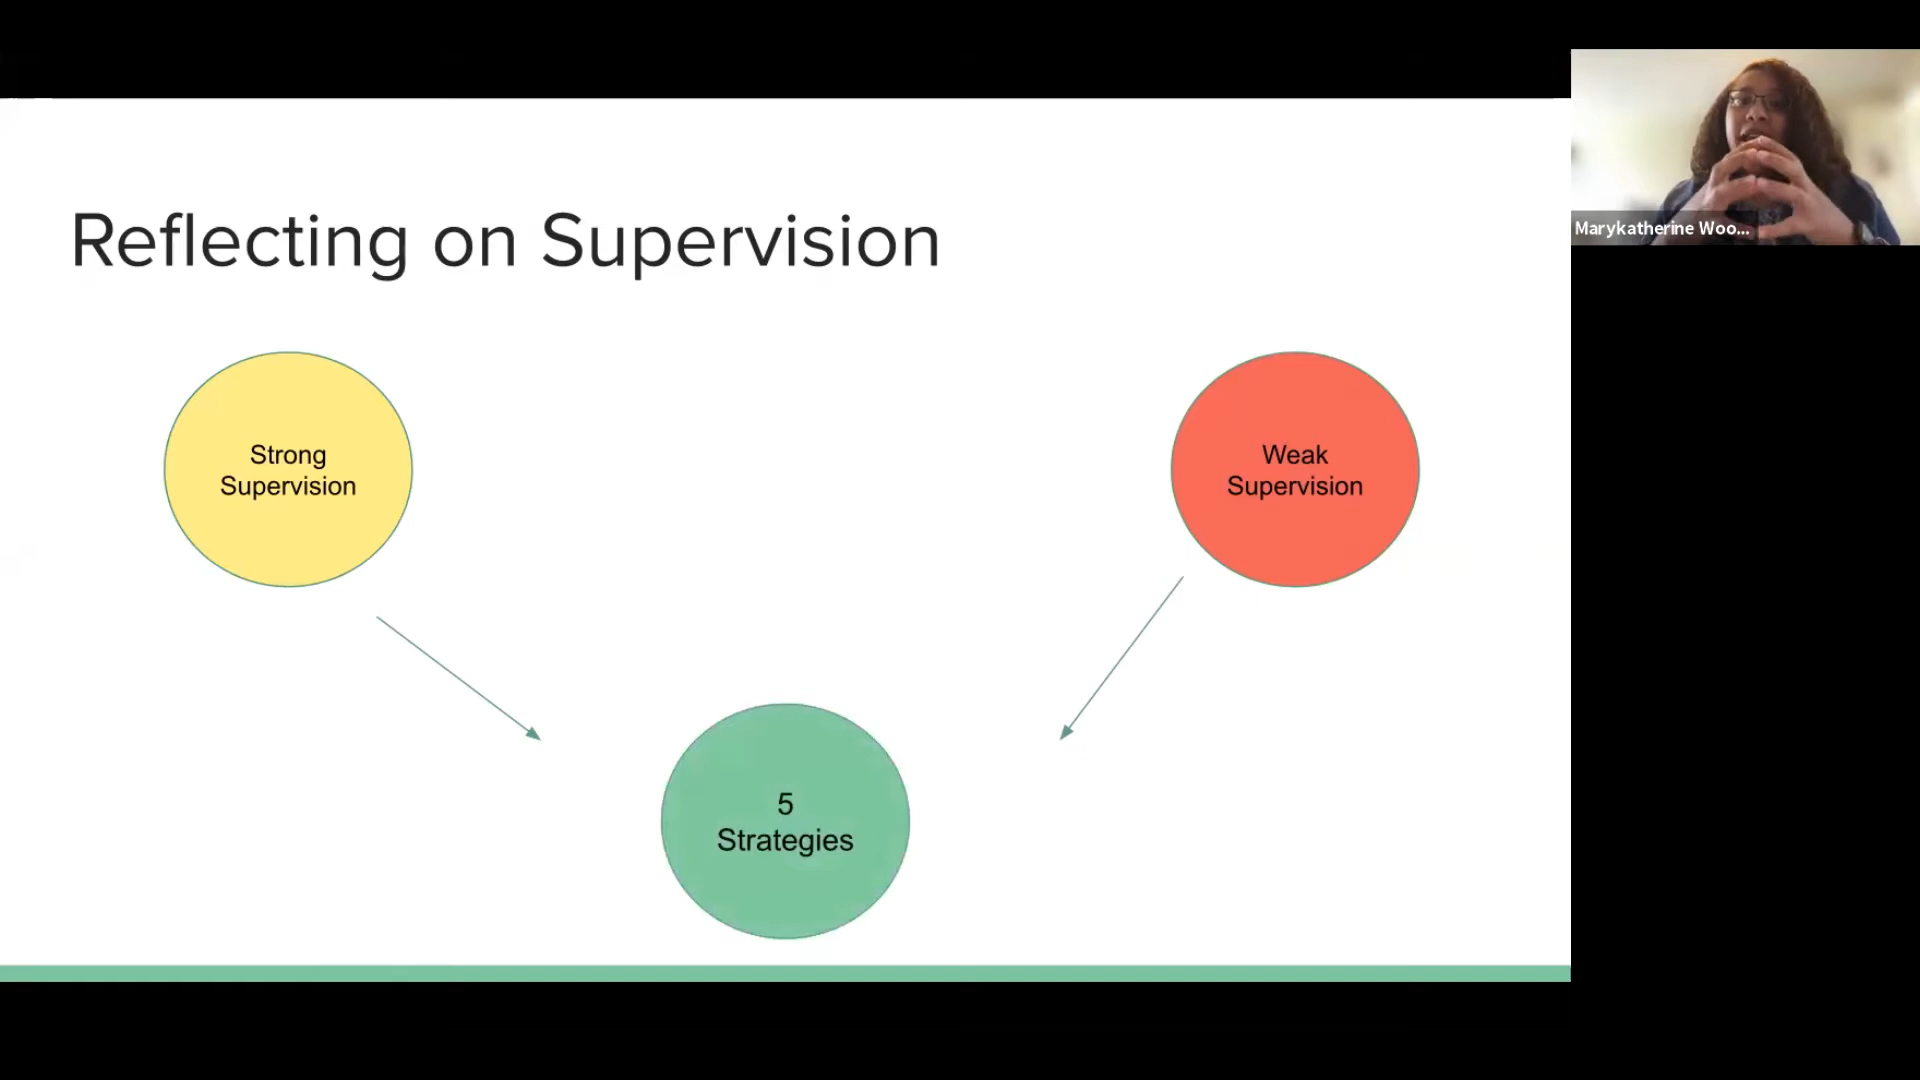 Reflecting on Supervision
Strong
Supervision
Weak
Supervision
5
Strategies
Marykatherine Woo...